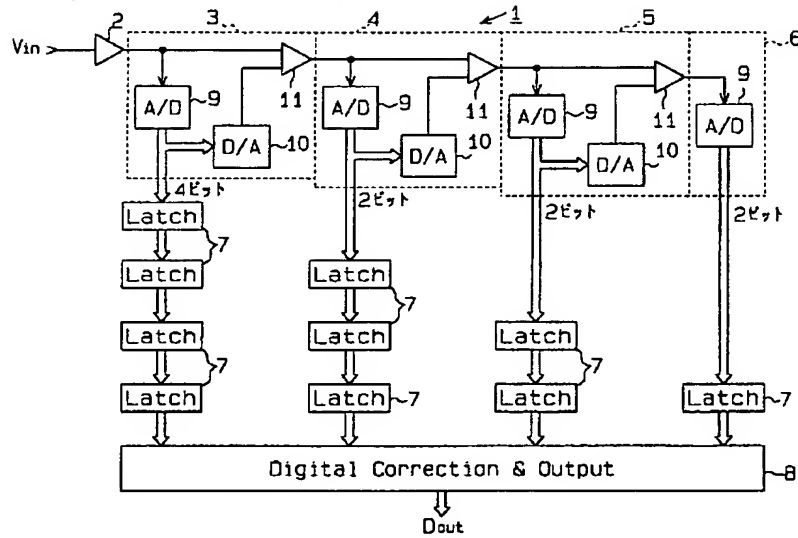 1
2
3
4
5
6
Vin
9
9
9
9
11
11
11
A/D
A/D
A/D
A/D
10
10
10
D/A
D/A
D/A
4ビット
2ビット
2ビット
2ビット
Latch
7
Latch
Latch
7
Latch
Latch
7
Latch
Latch
7
Latch
7
Latch
Latch
7
Latch
7
Digital Correction & Output
8
Dout